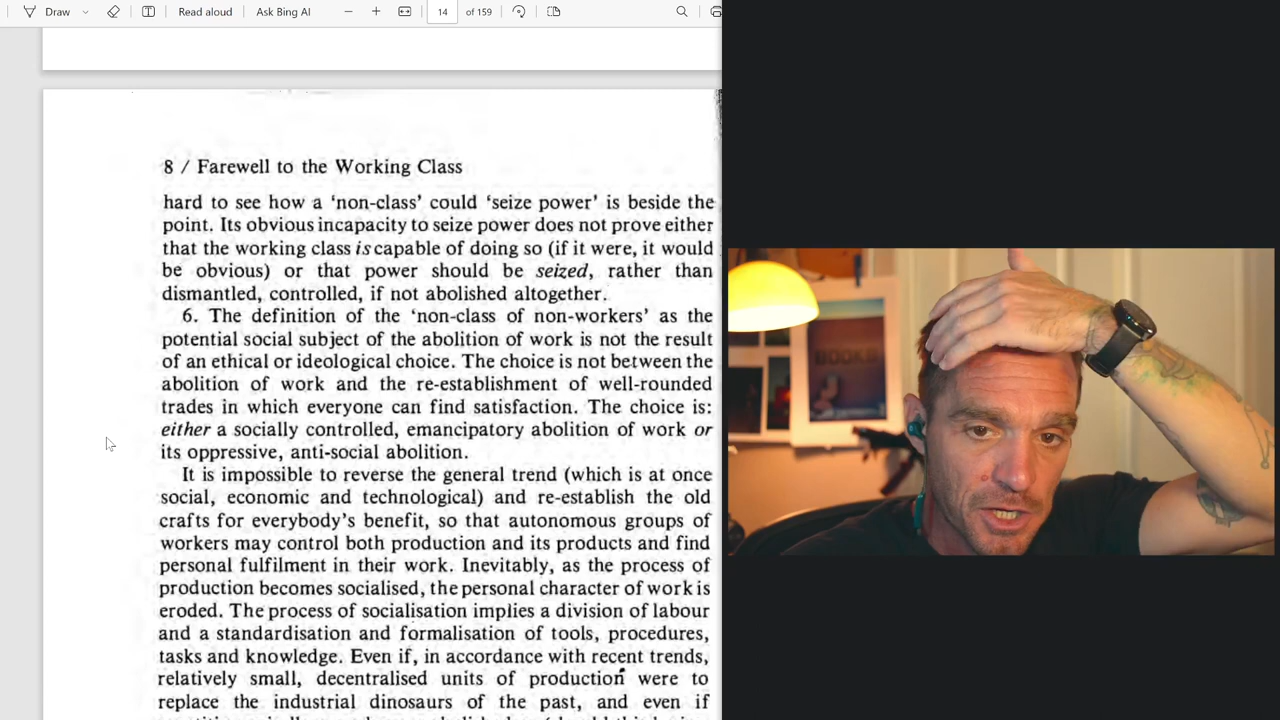 Draw
Read aloud
Ask Bing AI
14
of 159
8 / Farewell to the Working Class
hard to see how a ‘non-class’ could ‘seize power’ is beside the
point. Its obvious incapacity to seize power does not prove either
that the working class is capable of doing so (if it were, it would
be obvious) or that power should be seized, rather than
dismantled, controlled, if not abolished altogether.
6. The definition of the ‘non-class of non-workers’ as the
potential social subject of the abolition of work is not the result
of an ethical or ideological choice. The choice is not between the
abolition of work and the re-establishment of well-rounded
trades in which everyone can find satisfaction. The choice is:
either a socially controlled, emancipatory abolition of work or
its oppressive, anti-social abolition.
It is impossible to reverse the general trend (which is at once
social, economic and technological) and re-establish the old
crafts for everybody’s benefit, so that autonomous groups of
workers may control both production and its products and find
personal fulfilment in their work. Inevitably, as the process of
production becomes socialised, the personal character of work is
eroded. The process of socialisation implies a division of labour
and a standardisation and formalisation of tools, procedures,
tasks and knowledge. Even if, in accordance with recent trends,
relatively small, decentralised units of production were to
replace the industrial dinosaurs of the past, and even if
BOOKS